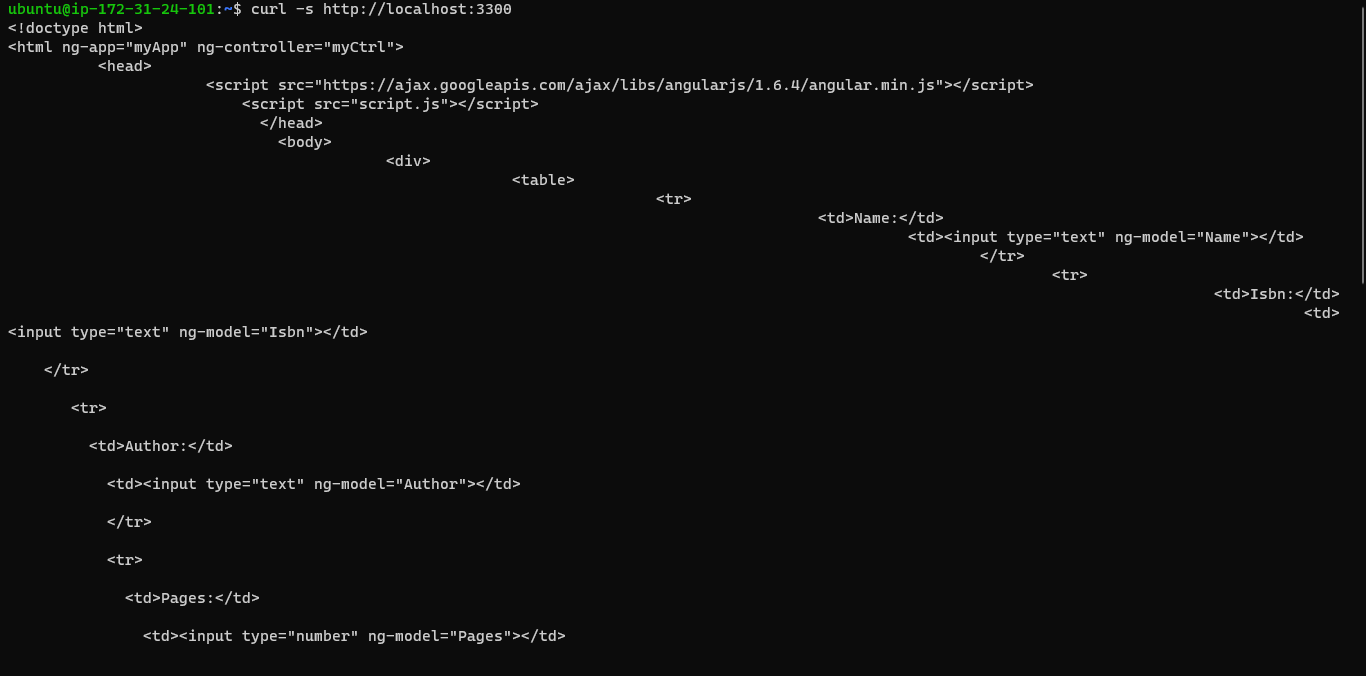 ubuntu@ip-172-31-24-101:~$ curl -s http://localhost:3300
<!doctype html>
<html ng-app="myApp" ng-controller="myCtrl">
<head>
<script src="https://ajax.googleapis.com/ajax/libs/angularjs/1.6.4/angular.min.js"></script>
<script src="script.js"></script>
</head>
<body>
<div>
<table>
<tr>
<td>Name:</td>
<td><input type="text" ng-model="Name"></td>
</tr>
<tr>
<td>Isbn:</td>
<td>
<input type="text" ng-model="Isbn"></td>
</tr>
<tr>
<td>Author:</td>
<td><input type="text" ng-model="Author"></td>
</tr>
<tr>
<td>Pages:</td>
<td><input type="number" ng-model="Pages"></td>